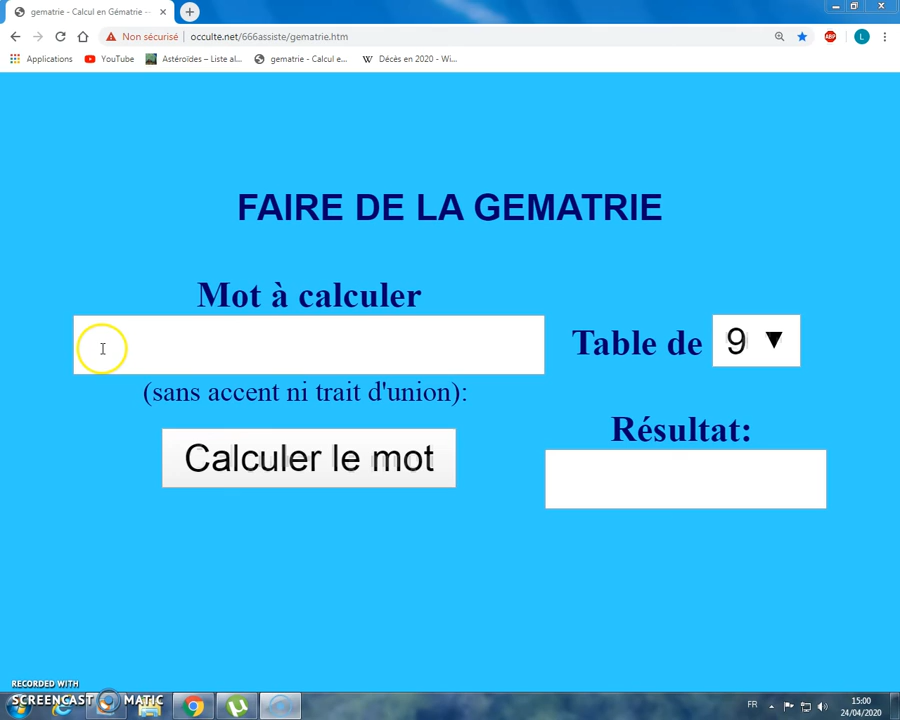 gematrie - Calcul en Gématrie -
Non sécurisé
occulte.net/666assiste/gematrie.htm
ABP
L
Applications
YouTube
Astéroïdes – Liste al...
gematrie - Calcul e...
W
Décès en 2020 - Wi...
FAIRE DE LA GEMATRIE
Mot à calculer
Table de 9
(sans accent ni trait d'union):
Calculer le mot
Résultat:
RECORDED WITH
SCREENCAST MATIC
FR
15:00
24/04/2020